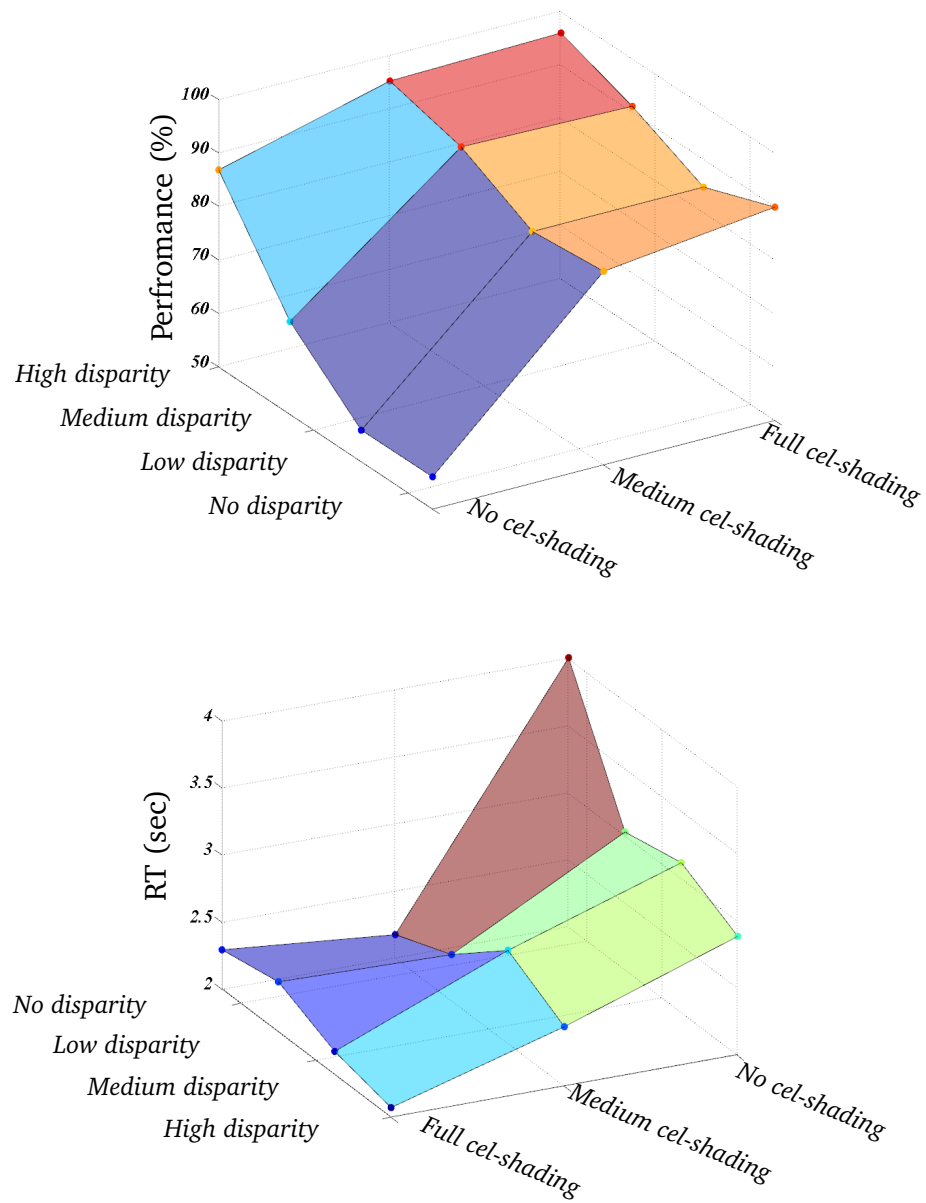 100
90
80
70
60
50
Perfromance (%)
High disparity
Medium disparity
Low disparity
No disparity
No cel-shading
Medium cel-shading
Full cel-shading
4
3.5
3
2.5
2
RT (sec)
No disparity
Low disparity
Medium disparity
High disparity
Full cel-shading
Medium cel-shading
No cel-shading